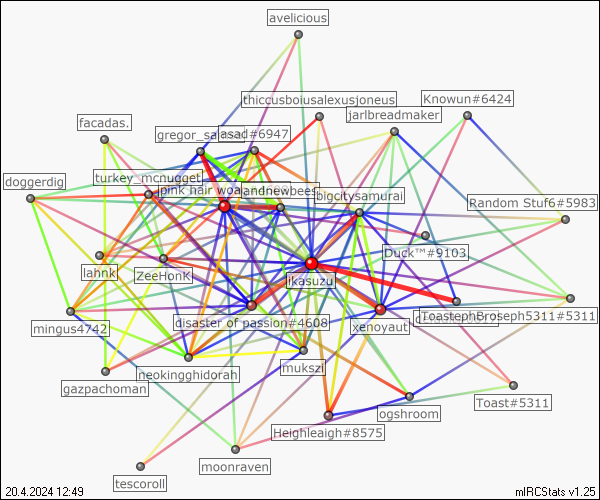 avelicious
thiccusboiusalexusjoneus
Knowun#6424
jarlbreadmaker
facadas.
gregor_salasad#6947
turkey_mcnugget
doggerdig
pink hair woa
landnewbees
bigcitysamurai
Random Stuf6#5983
Duck™#9103
lahnk
ZeeHonK
ikasuzu
mingus4742
disaster of passion#4608
ToastephBroseph5311#5311
xenoyaut
neokingghidorah
mukszi
gazpachoman
ogshroom
Toast#5311
Heighleaigh#8575
moonraven
tescoroll
20.4.2024 12:49
mIRCStats v1.25